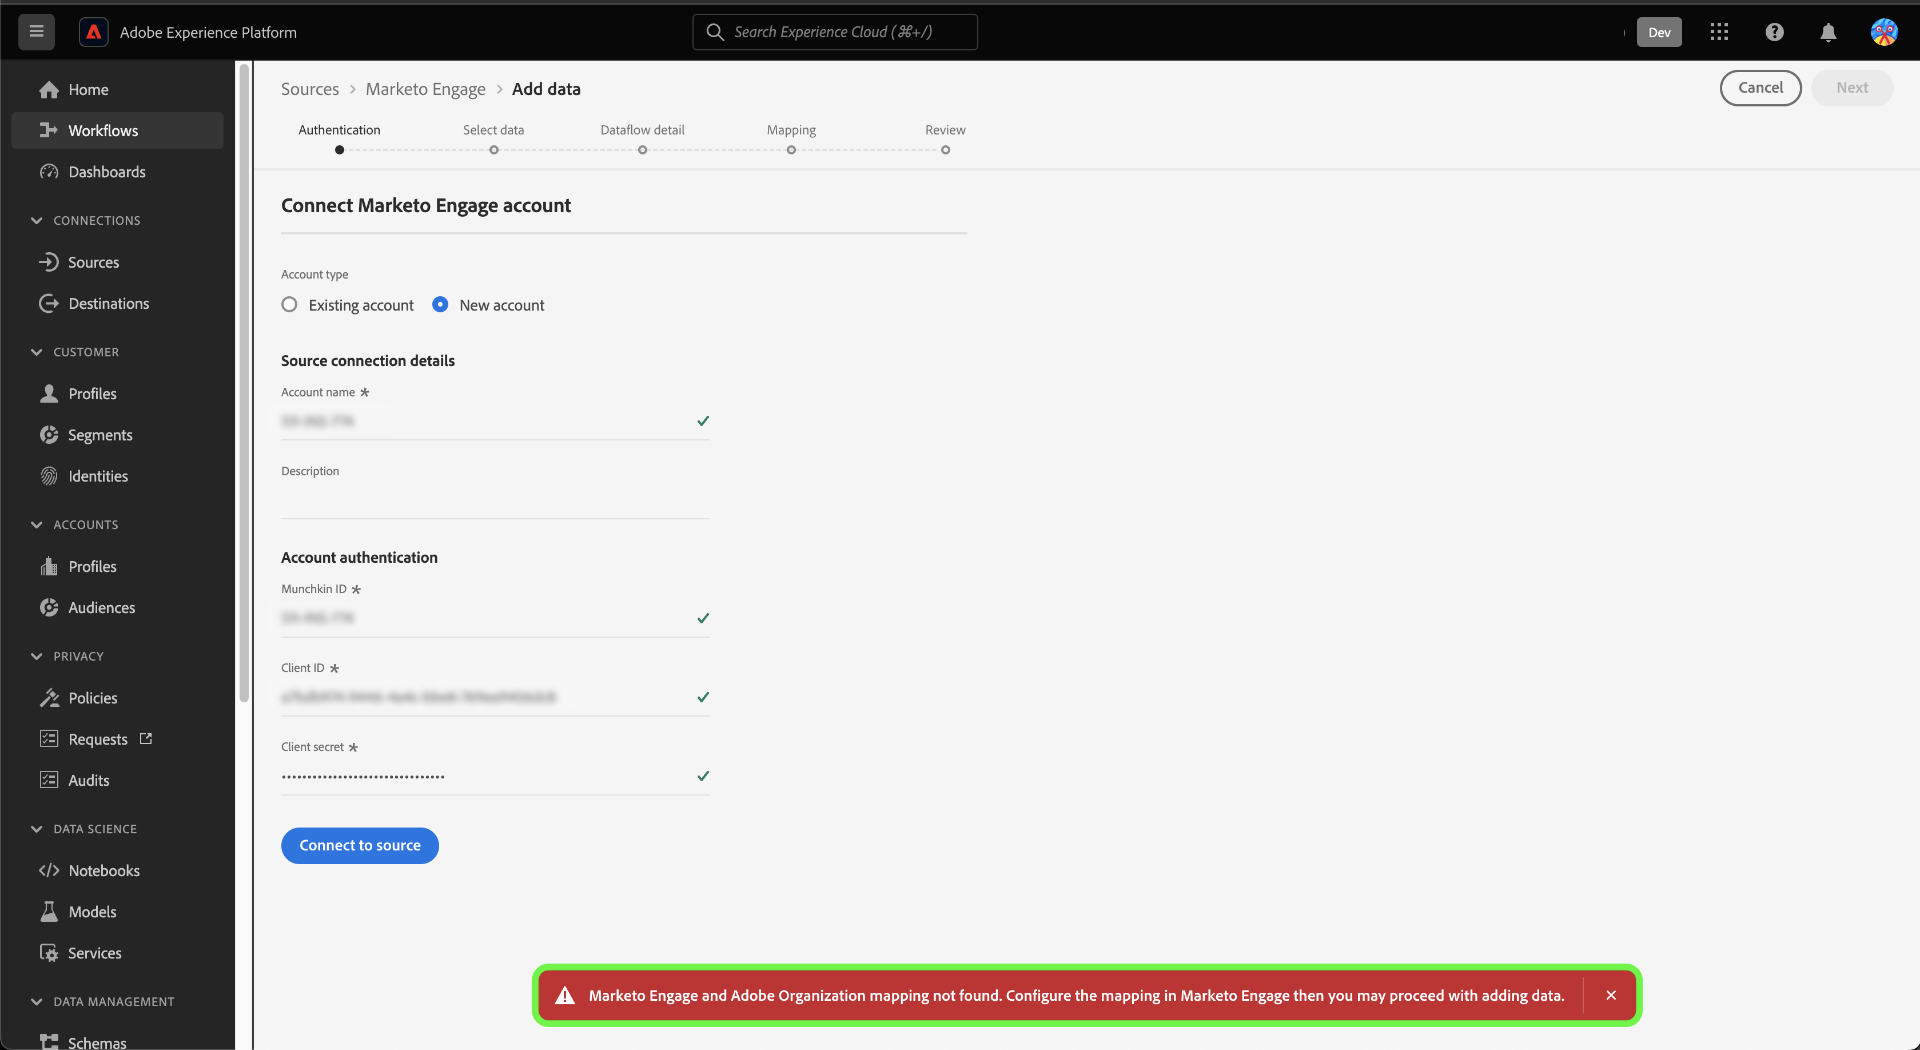 Adobe Experience Platform
Search Experience Cloud (⌘+/)
Dev
Home
Workflows
Dashboards
CONNECTIONS
Sources
Destinations
CUSTOMER
Profiles
Segments
Identities
ACCOUNTS
Profiles
Audiences
PRIVACY
Policies
Requests
Audits
DATA SCIENCE
Notebooks
Models
Services
DATA MANAGEMENT
Schemas
Sources > Marketo Engage > Add data
Cancel
Next
Authentication
Select data
Dataflow detail
Mapping
Review
Connect Marketo Engage account
Account type
Existing account
New account
Source connection details
Account name *
Description
Account authentication
Munchkin ID *
Client ID *
Client secret *
••••••••••••••••••••••••••••••••
Connect to source
Marketo Engage and Adobe Organization mapping not found. Configure the mapping in Marketo Engage then you may proceed with adding data.